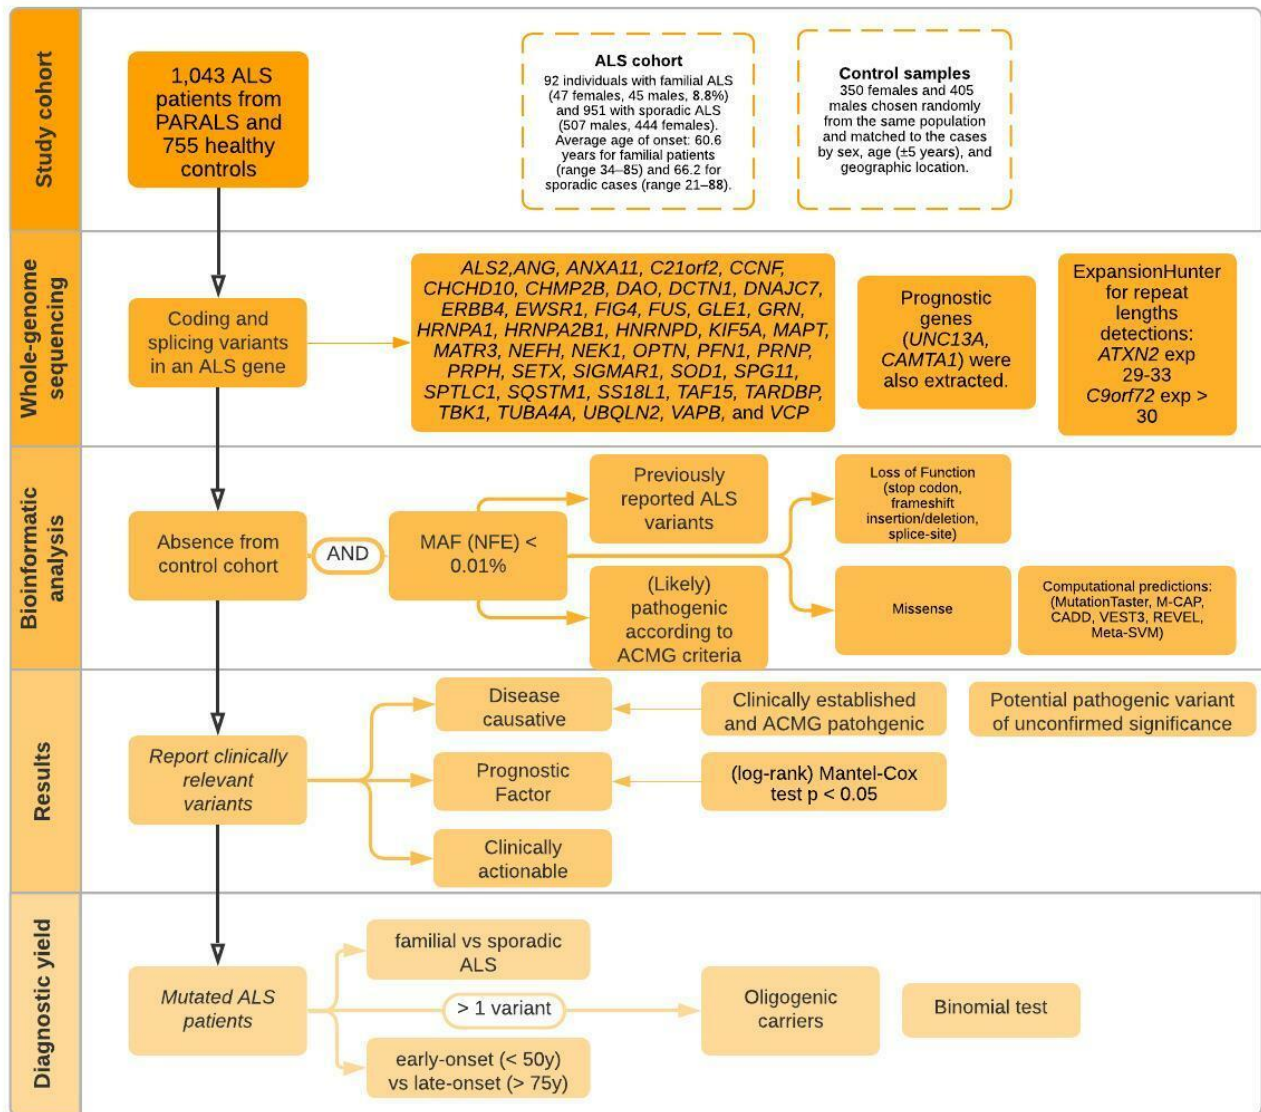 Study cohort
1,043 ALS
patients from
PARALS and
755 healthy
controls
ALS cohort
92 individuals with familial ALS
(47 females, 45 males, 8.8%)
and 951 with sporadic ALS
(507 males, 444 females).
Average age of onset: 60.6
years for familial patients
(range 34–85) and 66.2 for
sporadic cases (range 21–88).
Control samples
350 females and 405
males chosen randomly
from the same population
and matched to the cases
by sex, age (±5 years), and
geographic location.
Whole-genome
sequencing
Coding and
splicing variants
in an ALS gene
ALS2,ANG, ANXA11, C21orf2, CCNF,
CHCHD10, CHMP2B, DAO, DCTN1, DNAJC7,
ERBB4, EWSR1, FIG4, FUS, GLE1, GRN,
HRNPA1, HRNPA2B1, HNRNPD, KIF5A, MAPT,
MATR3, NEFH, NEK1, OPTN, PFN1, PRNP,
PRPH, SETX, SIGMAR1, SOD1, SPG11,
SPTLC1, SQSTM1, SS18L1, TAF15, TARDBP,
TBK1, TUBA4A, UBQLN2, VAPB, and VCP
Prognostic
genes
(UNC13A,
CAMTA1) were
also extracted.
ExpansionHunter
for repeat
lengths
detections:
ATXN2 exp
29-33
C9orf72 exp >
30
Bioinformatic
analysis
Absence from
control cohort
AND
MAF (NFE) <
0.01%
Previously
reported ALS
variants
(Likely)
pathogenic
according to
ACMG criteria
Loss of Function
(stop codon,
frameshift
insertion/deletion,
splice-site)
Missense
Computational predictions:
(MutationTaster, M-CAP,
CADD, VEST3, REVEL,
Meta-SVM)
Results
Report clinically
relevant
variants
Disease
causative
Clinically established
and ACMG patohgenic
Potential pathogenic variant
of unconfirmed significance
Prognostic
Factor
(log-rank) Mantel-Cox
test p < 0.05
Clinically
actionable
Diagnostic yield
Mutated ALS
patients
familial vs sporadic
ALS
> 1 variant
early-onset (< 50y)
vs late-onset (> 75y)
Oligogenic
carriers
Binomial test